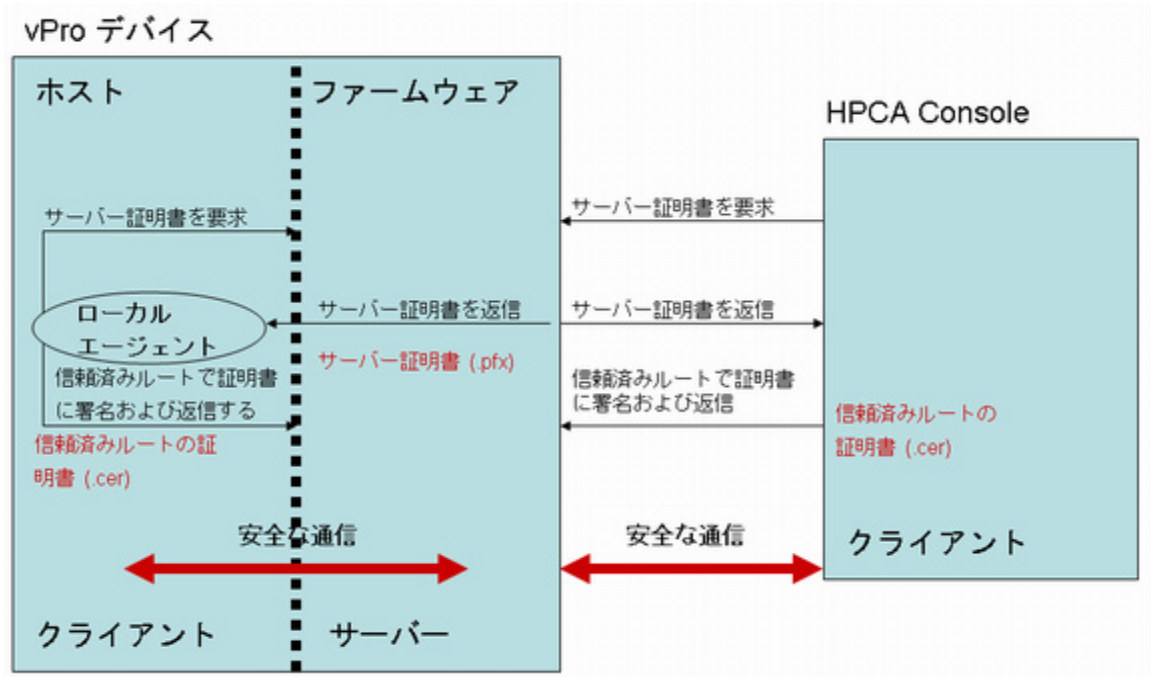 vPro デバイス
ホスト
ファームウェア
HPCA Console
サーバー証明書を要求
サーバー証明書を要求
ローカル
エージェント
サーバー証明書を返信
サーバー証明書を返信
サーバー証明書 (.pfx)
信頼済みルートで証明書
に署名および返信する
信頼済みルートの証
明書 (.cer)
信頼済みルートで証明書
に署名および返信
信頼済みルートの
証明書 (.cer)
安全な通信
安全な通信
クライアント
クライアント
サーバー